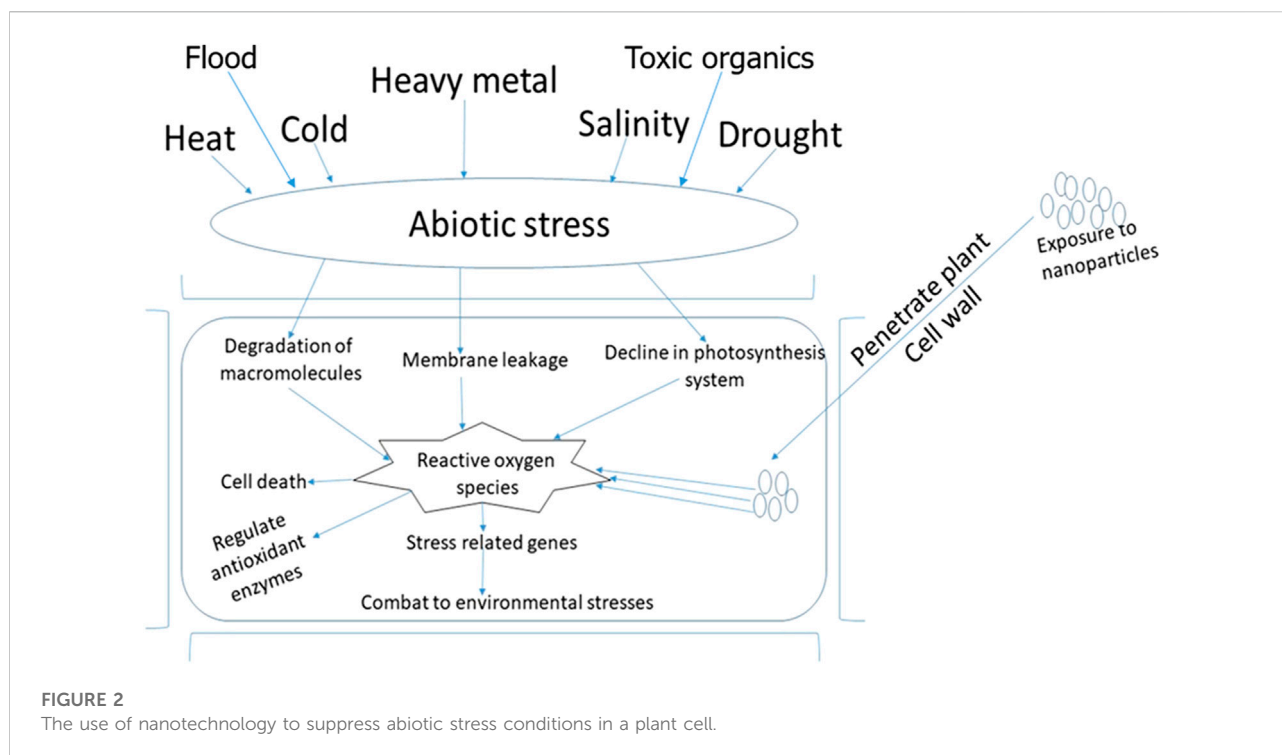 Flood
Heavy metal
Toxic organics
Heat
Cold
Salinity
Drought
Abiotic stress
Exposure to
nanoparticles
Penetrate plant
Cell wall
Degradation of
macromolecules
Membrane leakage
Decline in photosynthesis
system
Reactive oxygen
species
Cell death
Regulate
antioxidant
enzymes
Stress related genes
Combat to environmental stresses
FIGURE 2
The use of nanotechnology to suppress abiotic stress conditions in a plant cell.